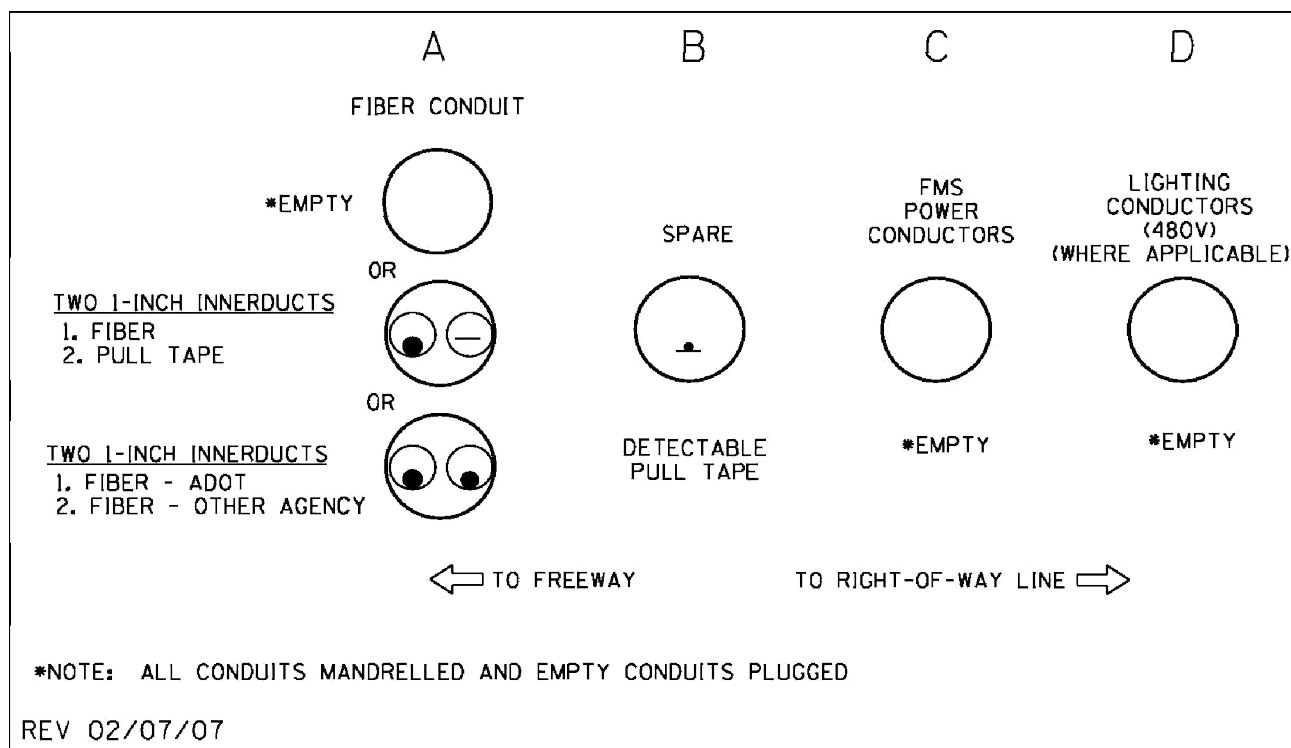 A B C D
FIBER CONDUIT
*EMPTY
OR
TWO 1-INCH INNERDUCTS
1. FIBER
2. PULL TAPE
OR
TWO 1-INCH INNERDUCTS
1. FIBER - ADOT
2. FIBER - OTHER AGENCY
SPARE
DETECTABLE
PULL TAPE
FMS
POWER
CONDUCTORS
*EMPTY
LIGHTING
CONDUCTORS
(480V)
(WHERE APPLICABLE)
*EMPTY
TO FREEWAY
TO RIGHT-OF-WAY LINE
*NOTE: ALL CONDUITS MANDRELLED AND EMPTY CONDUITS PLUGGED
REV 02/07/07